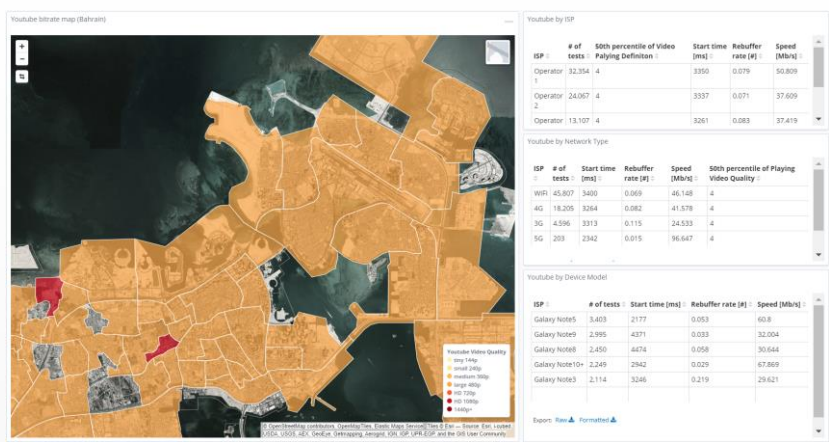 Youtube bitrate map (Bahrain)
Youtube Video Quality
tiny 144p
small 240p
medium 360p
large 480p
HD 720p
HD 1080p
1440p+
© OpenStreetMap contributors, OpenMapTiles, Elastic Maps Service | Tiles © Esri — Source: Esri, i-cubed,
USDA, USGS, AEX, GeoEye, Getmapping, Aerogrid, IGN, IGP, UPR-EGP, and the GIS User Community
Youtube by ISP
ISP # of tests 50th percentile of Video Palying Definiton Start time [ms] Rebuffer rate [#] Speed [Mb/s]
Operator 1 32,354 4 3350 0.079 50.809
Operator 2 24,067 4 3337 0.071 37.609
Operator 13,107 4 3261 0.083 37.419
Youtube by Network Type
ISP # of tests Start time [ms] Rebuffer rate [#] Speed [Mb/s] 50th percentile of Playing Video Quality
WiFi 45,807 3400 0.069 46.148 4
4G 18,205 3264 0.082 41.578 4
3G 4,596 3313 0.115 24.533 4
5G 203 2342 0.015 96.647 4
Youtube by Device Model
ISP # of tests Start time [ms] Rebuffer rate [#] Speed [Mb/s]
Galaxy Note5 3,403 2177 0.053 60.8
Galaxy Note9 2,995 4371 0.033 32.004
Galaxy Note8 2,450 4474 0.058 30.644
Galaxy Note10+ 2,249 2942 0.029 67.869
Galaxy Note3 2,114 3246 0.219 29.621
Export: Raw Formatted